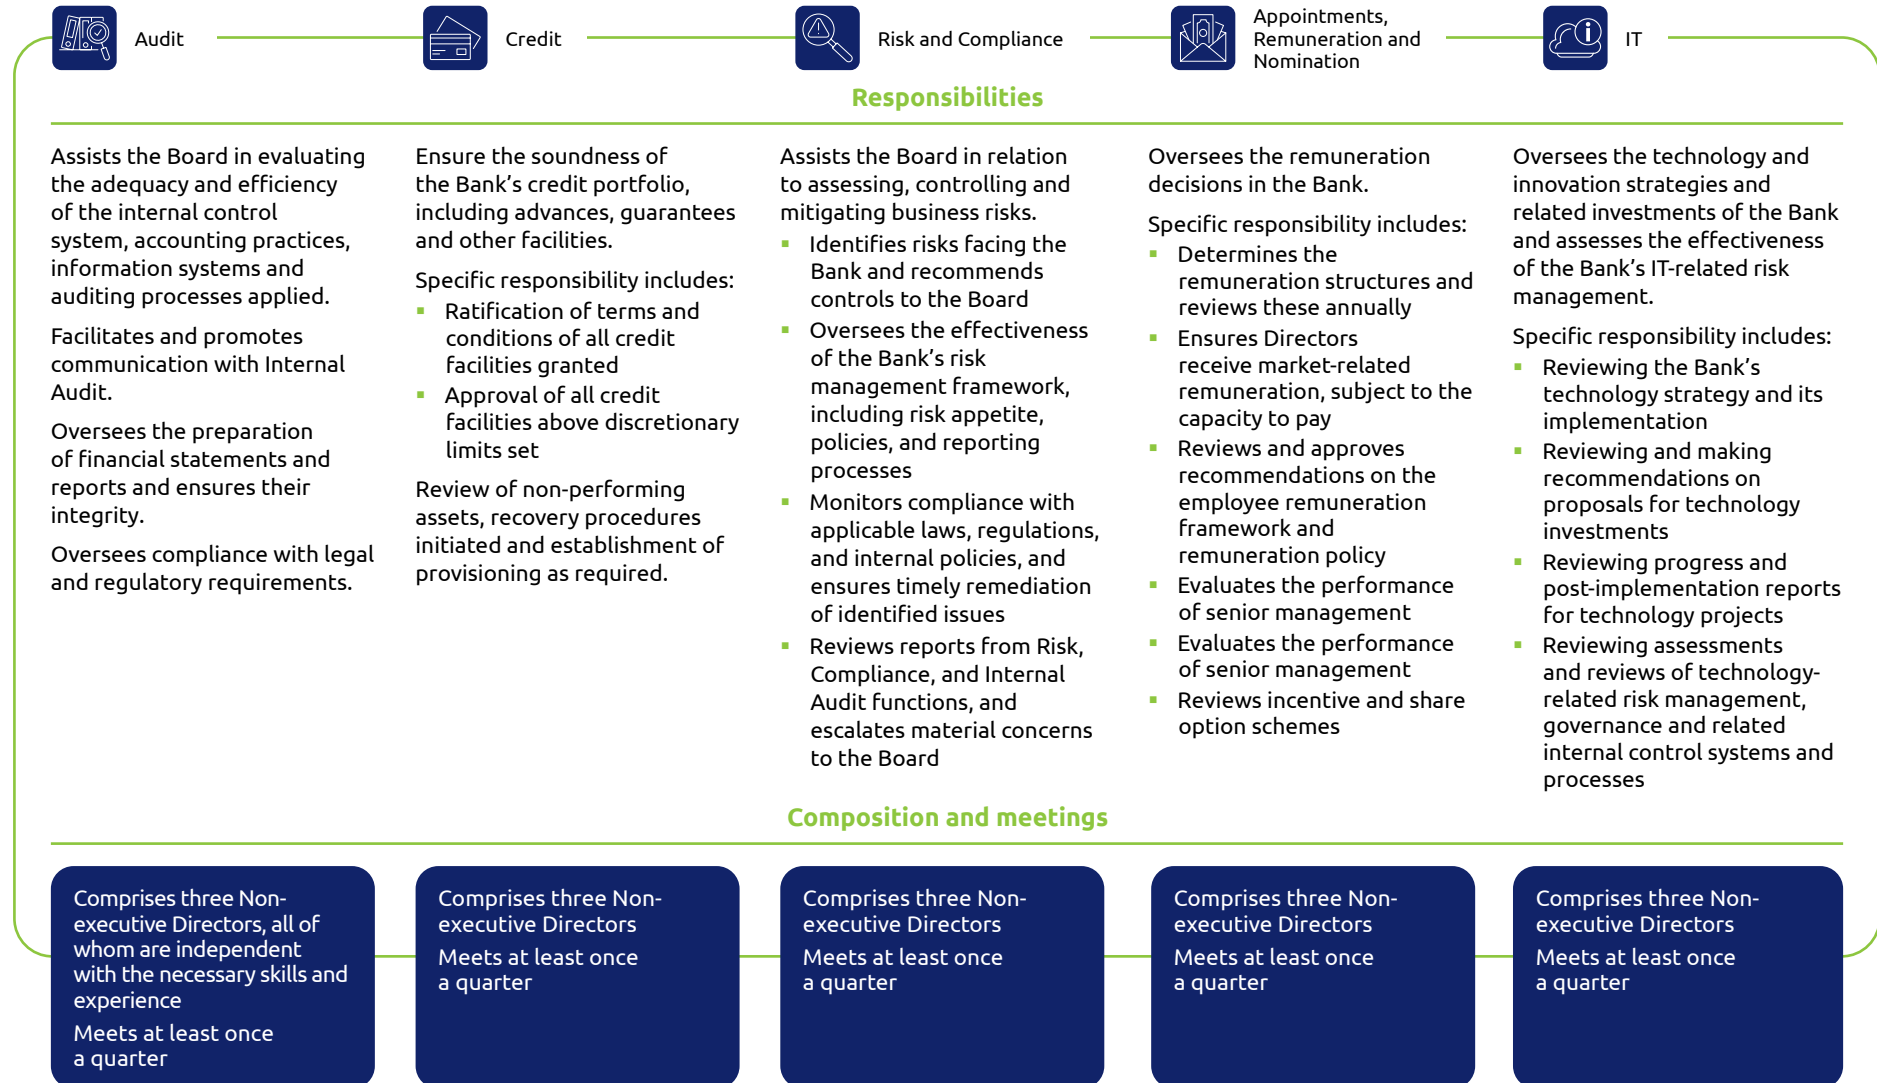 Audit
Credit
Risk and Compliance
Appointments,
Remuneration and
Nomination
IT
Responsibilities
Assists the Board in evaluating
the adequacy and efficiency
of the internal control
system, accounting practices,
information systems and
auditing processes applied.
Facilitates and promotes
communication with Internal
Audit.
Oversees the preparation
of financial statements and
reports and ensures their
integrity.
Oversees compliance with legal
and regulatory requirements.
Ensure the soundness of
the Bank's credit portfolio,
including advances, guarantees
and other facilities.
Specific responsibility includes:
▪ Ratification of terms and
conditions of all credit
facilities granted
▪ Approval of all credit
facilities above discretionary
limits set
Review of non-performing
assets, recovery procedures
initiated and establishment of
provisioning as required.
Assists the Board in relation
to assessing, controlling and
mitigating business risks.
▪ Identifies risks facing the
Bank and recommends
controls to the Board
▪ Oversees the effectiveness
of the Bank's risk
management framework,
including risk appetite,
policies, and reporting
processes
▪ Monitors compliance with
applicable laws, regulations,
and internal policies, and
ensures timely remediation
of identified issues
▪ Reviews reports from Risk,
Compliance, and Internal
Audit functions, and
escalates material concerns
to the Board
Oversees the remuneration
decisions in the Bank.
Specific responsibility includes:
▪ Determines the
remuneration structures and
reviews these annually
▪ Ensures Directors
receive market-related
remuneration, subject to the
capacity to pay
▪ Reviews and approves
recommendations on the
employee remuneration
framework and
remuneration policy
▪ Evaluates the performance
of senior management
▪ Evaluates the performance
of senior management
▪ Reviews incentive and share
option schemes
Oversees the technology and
innovation strategies and
related investments of the Bank
and assesses the effectiveness
of the Bank's IT-related risk
management.
Specific responsibility includes:
▪ Reviewing the Bank's
technology strategy and its
implementation
▪ Reviewing and making
recommendations on
proposals for technology
investments
▪ Reviewing progress and
post-implementation reports
for technology projects
▪ Reviewing assessments
and reviews of technology-
related risk management,
governance and related
internal control systems and
processes
Composition and meetings
Comprises three Non-
executive Directors, all of
whom are independent
with the necessary skills and
experience
Meets at least once
a quarter
Comprises three Non-
executive Directors
Meets at least once
a quarter
Comprises three Non-
executive Directors
Meets at least once
a quarter
Comprises three Non-
executive Directors
Meets at least once
a quarter
Comprises three Non-
executive Directors
Meets at least once
a quarter